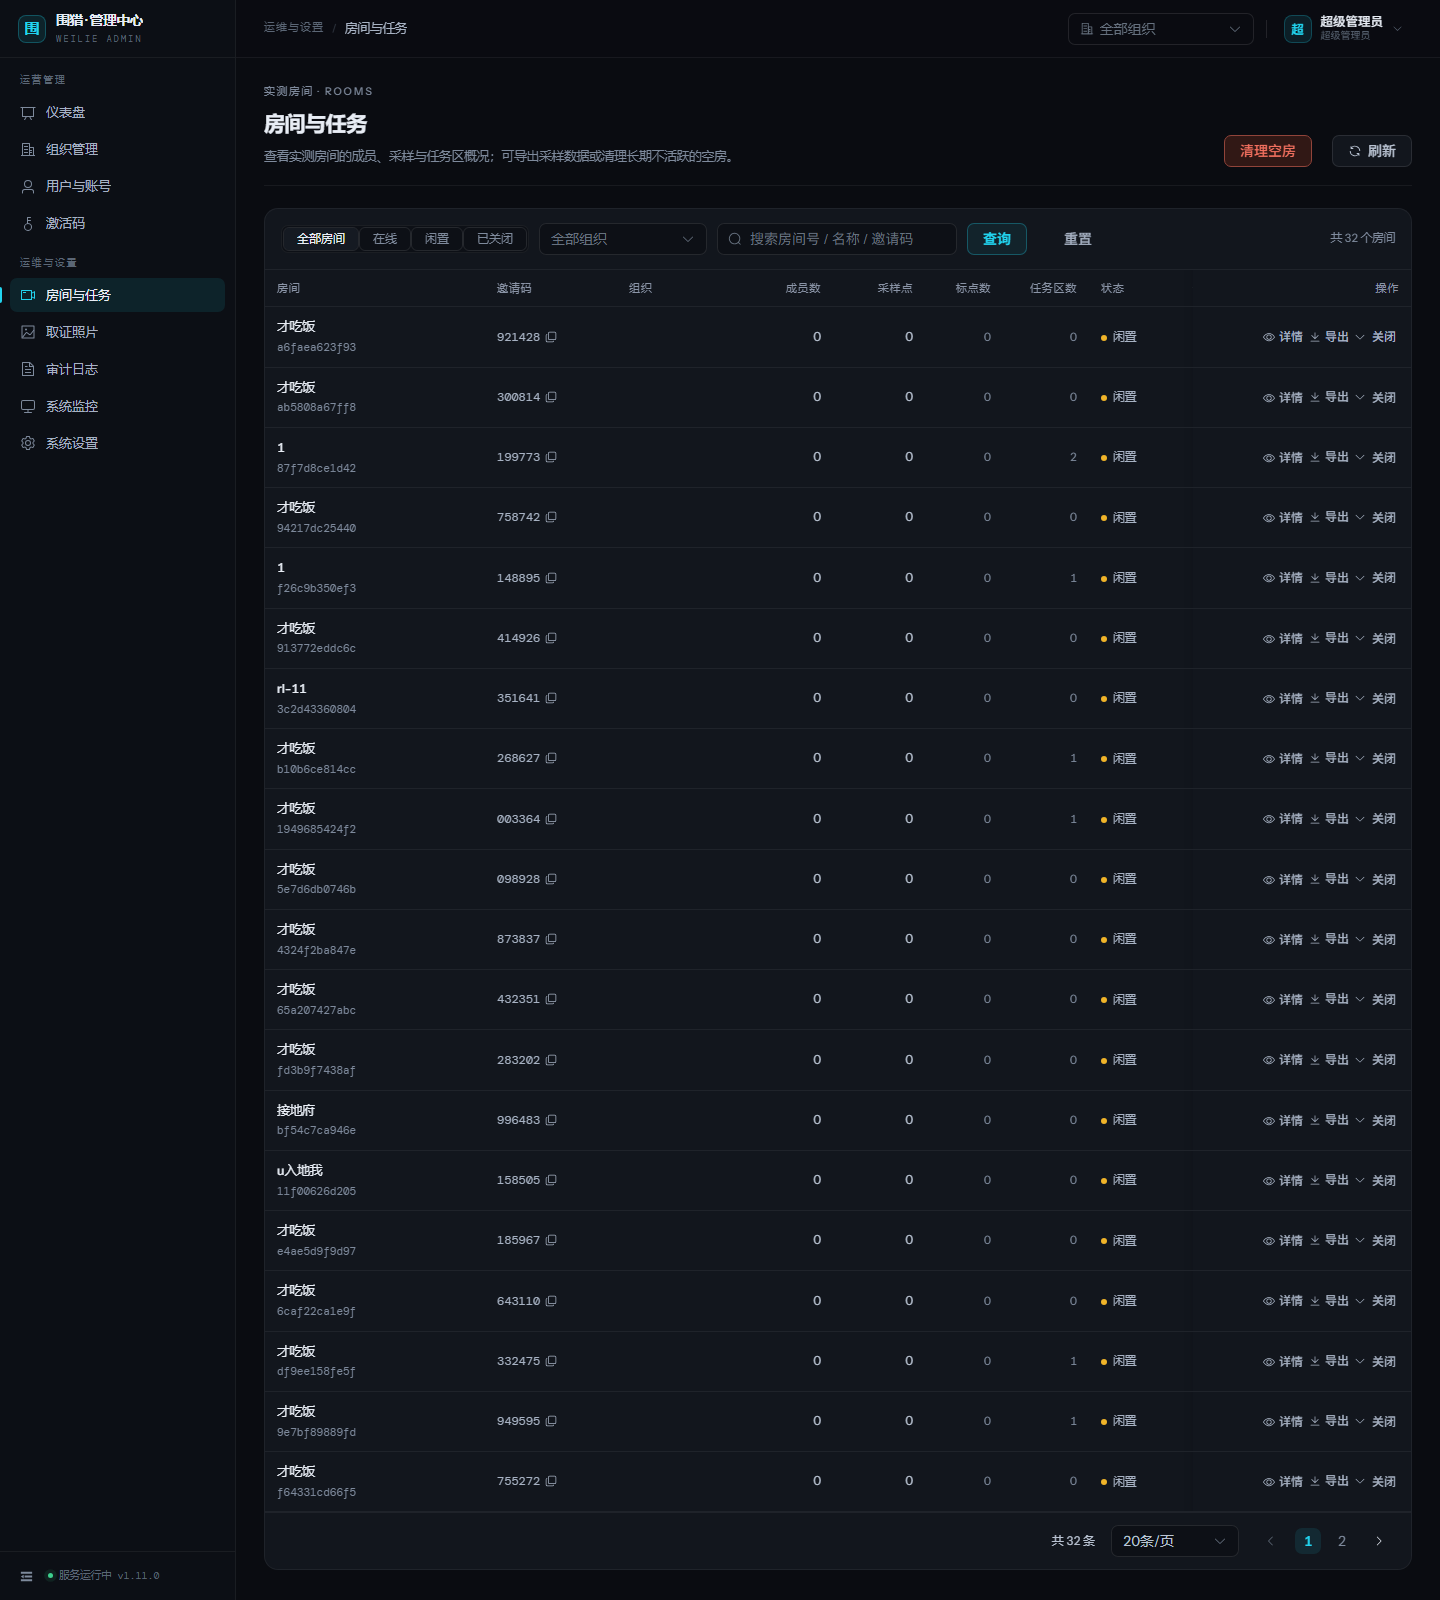 围
围猎·管理中心
WEILIE ADMIN
运营管理
仪表盘
组织管理
用户与账号
激活码
运维与设置
房间与任务
取证照片
审计日志
系统监控
系统设置
服务运行中 v1.11.0
运维与设置 / 房间与任务
全部组织
超
超级管理员
超级管理员
实测房间 · ROOMS
房间与任务
查看实测房间的成员、采样与任务区概况；可导出采样数据或清理长期不活跃的空房。
清理空房
刷新
全部房间 在线 闲置 已关闭 全部组织 搜索房间号 / 名称 / 邀请码 查询 重置 共 32 个房间
房间 邀请码 组织 成员数 采样点 标点数 任务区数 状态 操作
才吃饭
a6faea623f93
921428 0 0 0 0 闲置 详情 导出 关闭
才吃饭
ab5808a67ff8
300814 0 0 0 0 闲置 详情 导出 关闭
1
87f7d8ce1d42
199773 0 0 0 2 闲置 详情 导出 关闭
才吃饭
94217dc25440
758742 0 0 0 0 闲置 详情 导出 关闭
1
f26c9b350ef3
148895 0 0 0 1 闲置 详情 导出 关闭
才吃饭
913772eddc6c
414926 0 0 0 0 闲置 详情 导出 关闭
rl-11
3c2d43360804
351641 0 0 0 0 闲置 详情 导出 关闭
才吃饭
b10b6ce814cc
268627 0 0 0 1 闲置 详情 导出 关闭
才吃饭
1949685424f2
003364 0 0 0 1 闲置 详情 导出 关闭
才吃饭
5e7d6db0746b
098928 0 0 0 0 闲置 详情 导出 关闭
才吃饭
4324f2ba847e
873837 0 0 0 0 闲置 详情 导出 关闭
才吃饭
65a207427abc
432351 0 0 0 0 闲置 详情 导出 关闭
才吃饭
fd3b9f7438af
283202 0 0 0 0 闲置 详情 导出 关闭
接地府
bf54c7ca946e
996483 0 0 0 0 闲置 详情 导出 关闭
u入地我
11f00626d205
158505 0 0 0 0 闲置 详情 导出 关闭
才吃饭
e4ae5d9f9d97
185967 0 0 0 0 闲置 详情 导出 关闭
才吃饭
6caf22ca1e9f
643110 0 0 0 0 闲置 详情 导出 关闭
才吃饭
df9ee158fe5f
332475 0 0 0 1 闲置 详情 导出 关闭
才吃饭
9e7bf89889fd
949595 0 0 0 1 闲置 详情 导出 关闭
才吃饭
f64331cd66f5
755272 0 0 0 0 闲置 详情 导出 关闭
共 32 条 20条/页 1 2